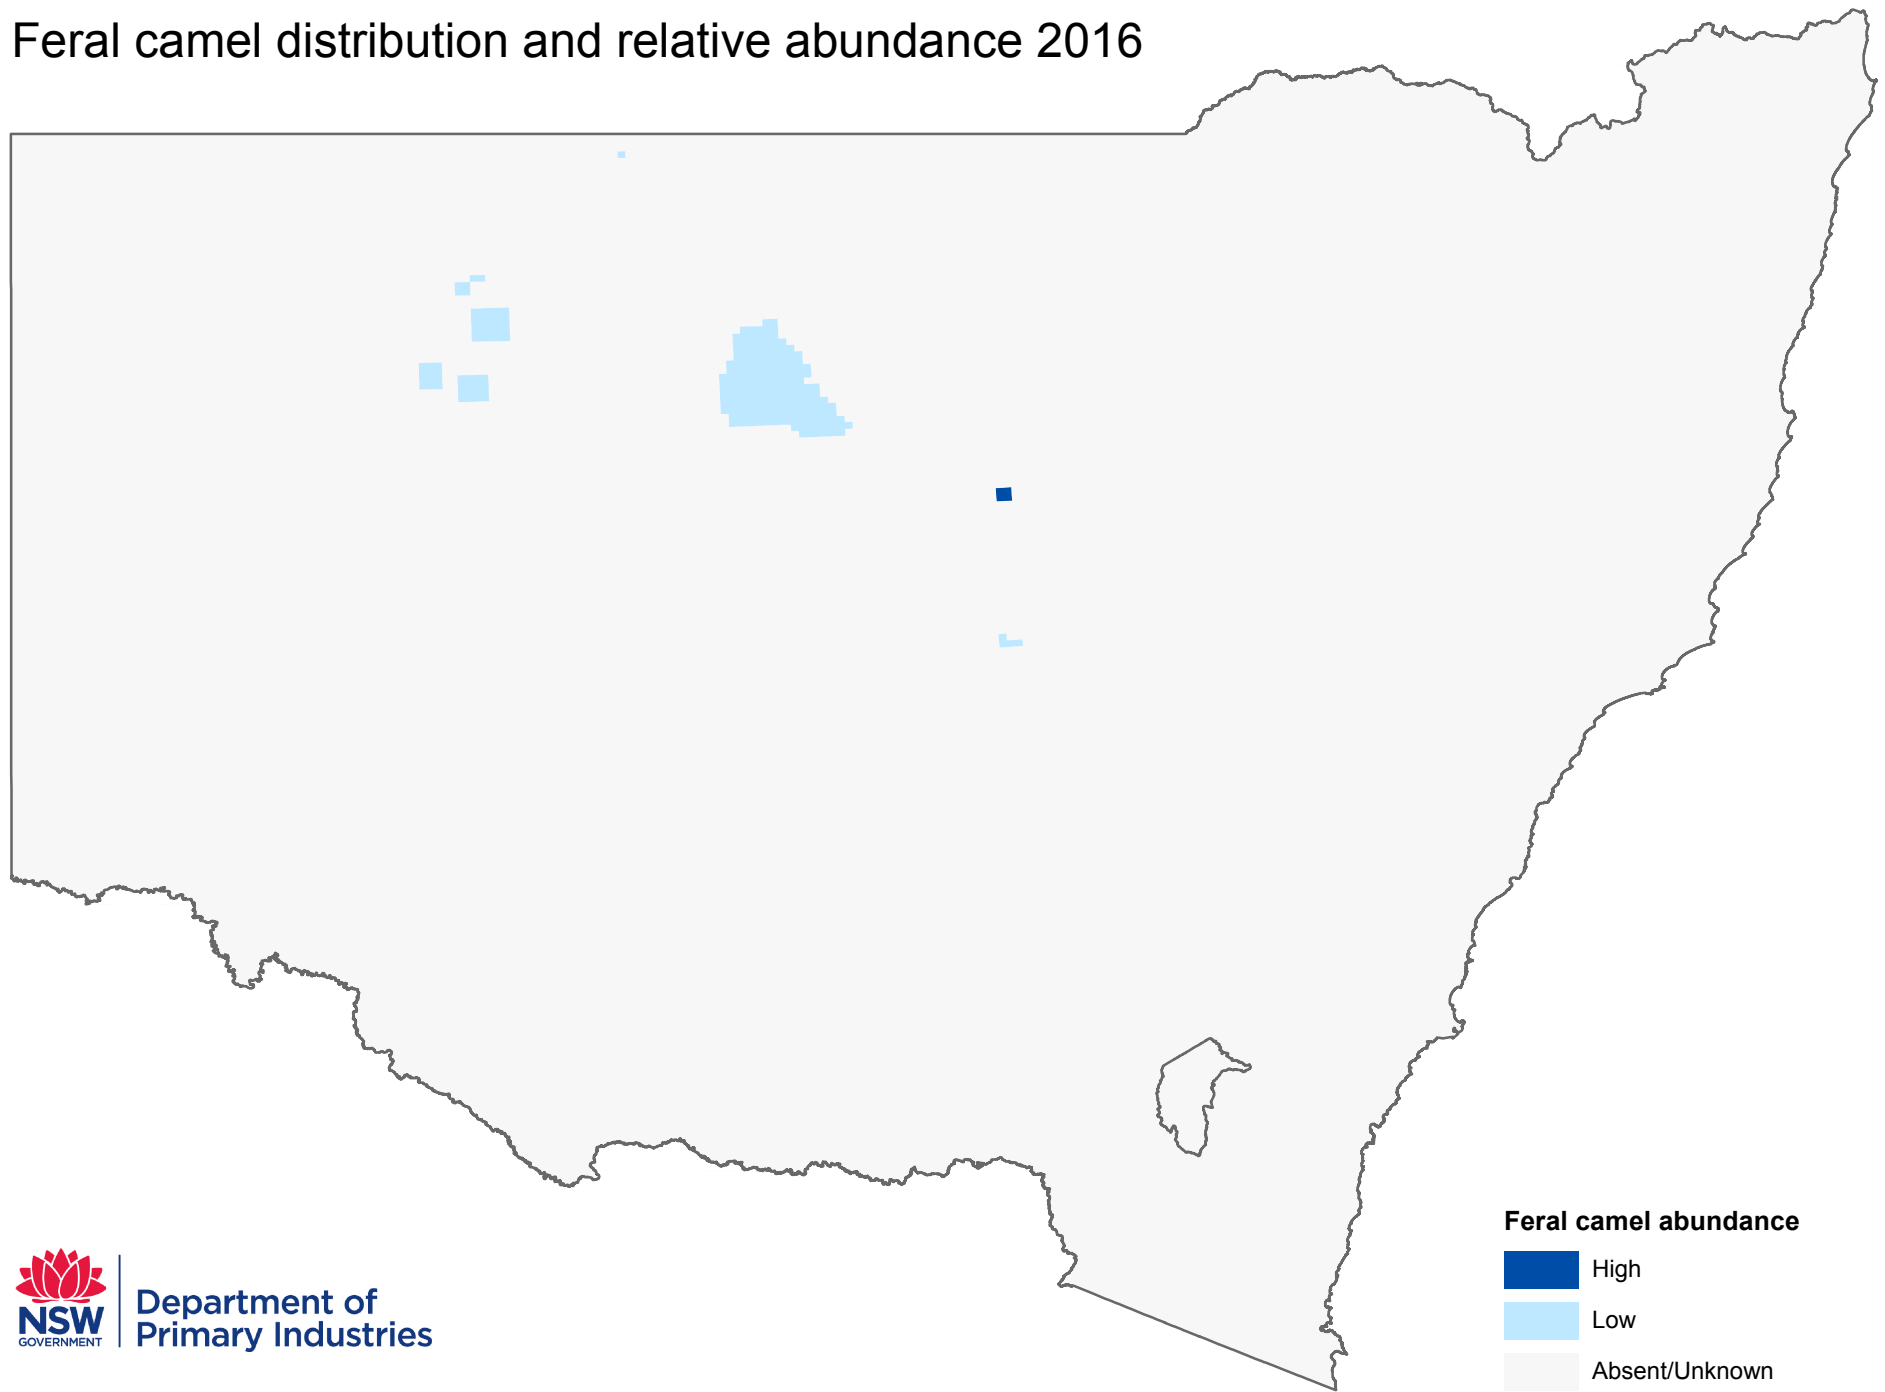 Feral camel distribution and relative abundance 2016
Feral camel abundance
High
Low
Absent/Unknown
NSW
GOVERNMENT
Department of
Primary Industries